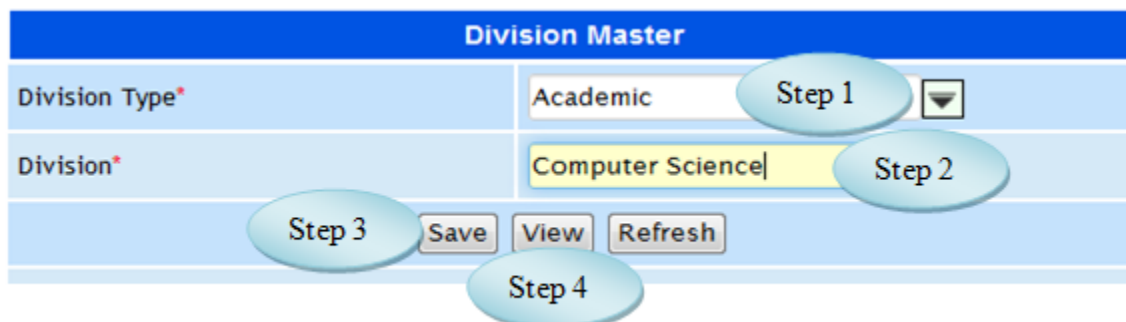 Division Master
Division Type* Academic Step 1
Division* Computer Science Step 2
Step 3 Save View Refresh
Step 4